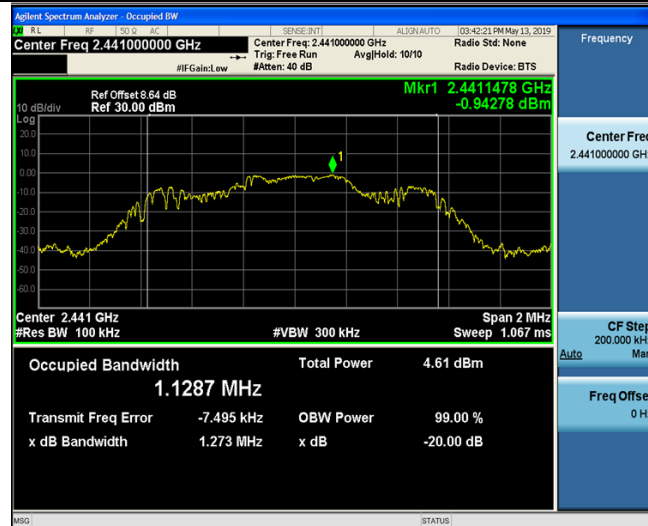 Agilent Spectrum Analyzer - Occupied BW
RL RF 50 Ω AC SENSE:INT ALIGN AUTO 03:42:21 PM May 13, 2019
Center Freq 2.441000000 GHz
Center Freq: 2.441000000 GHz
Radio Std: None
Trig: Free Run Avg|Hold: 10/10
#IFGain:Low #Atten: 40 dB Radio Device: BTS
Ref Offset 8.64 dB
10 dB/div Ref 30.00 dBm
Mkr1 2.4411478 GHz
-0.94278 dBm
Log
20.0
10.0
1
0.00
-10.0
-20.0
-30.0
-40.0
-50.0
-60.0
Center 2.441 GHz Span 2 MHz
#Res BW 100 kHz #VBW 300 kHz Sweep 1.067 ms
Occupied Bandwidth Total Power 4.61 dBm
1.1287 MHz
Transmit Freq Error -7.495 kHz OBW Power 99.00 %
x dB Bandwidth 1.273 MHz x dB -20.00 dB
MSG STATUS
Frequency
Center Freq
2.441000000 GH
CF Step
200.000 kH
Auto Ma
Freq Offse
0 H